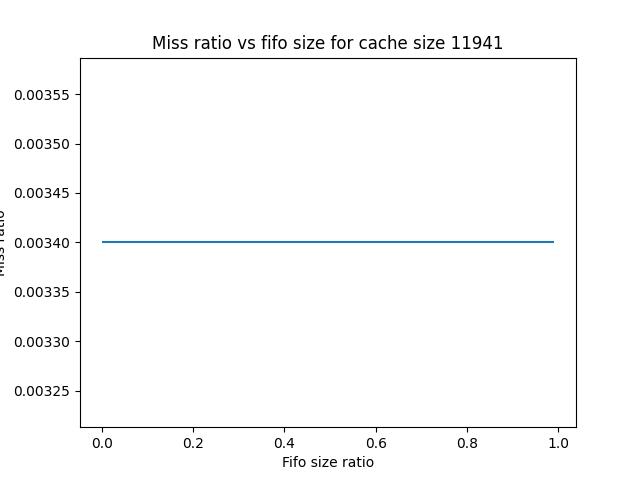 Miss ratio vs fifo size for cache size 11941
0.00355
0.00350
0.00345
0.00340
0.00335
0.00330
0.00325
Miss ratio
0.0 0.2 0.4 0.6 0.8 1.0
Fifo size ratio